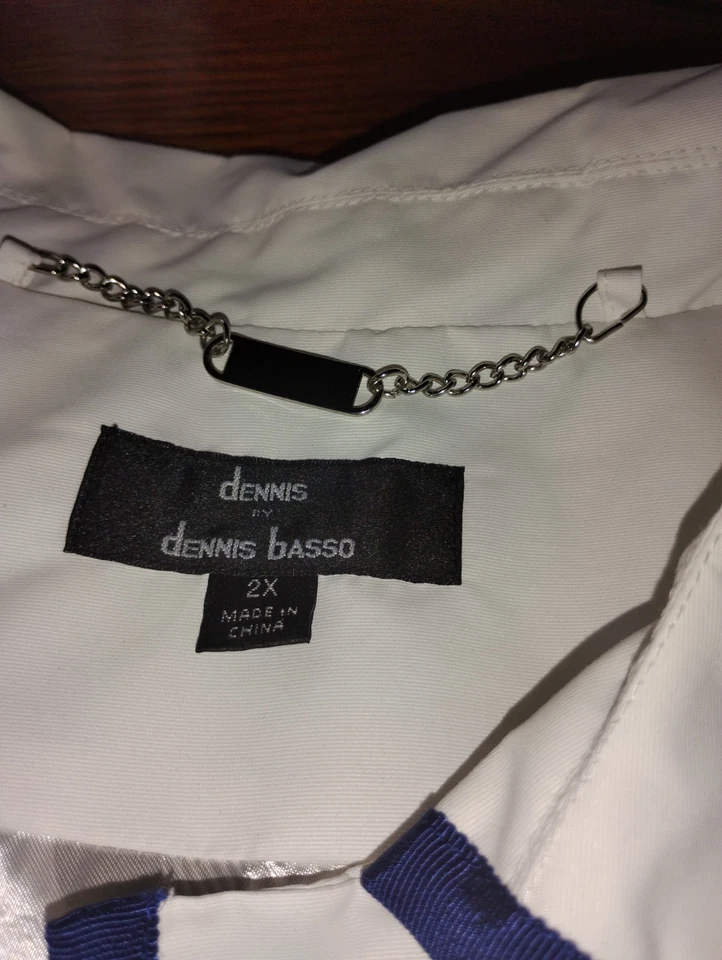 dENNIS
BY
dENNIS bASSO
2X
MADE IN
CHINA